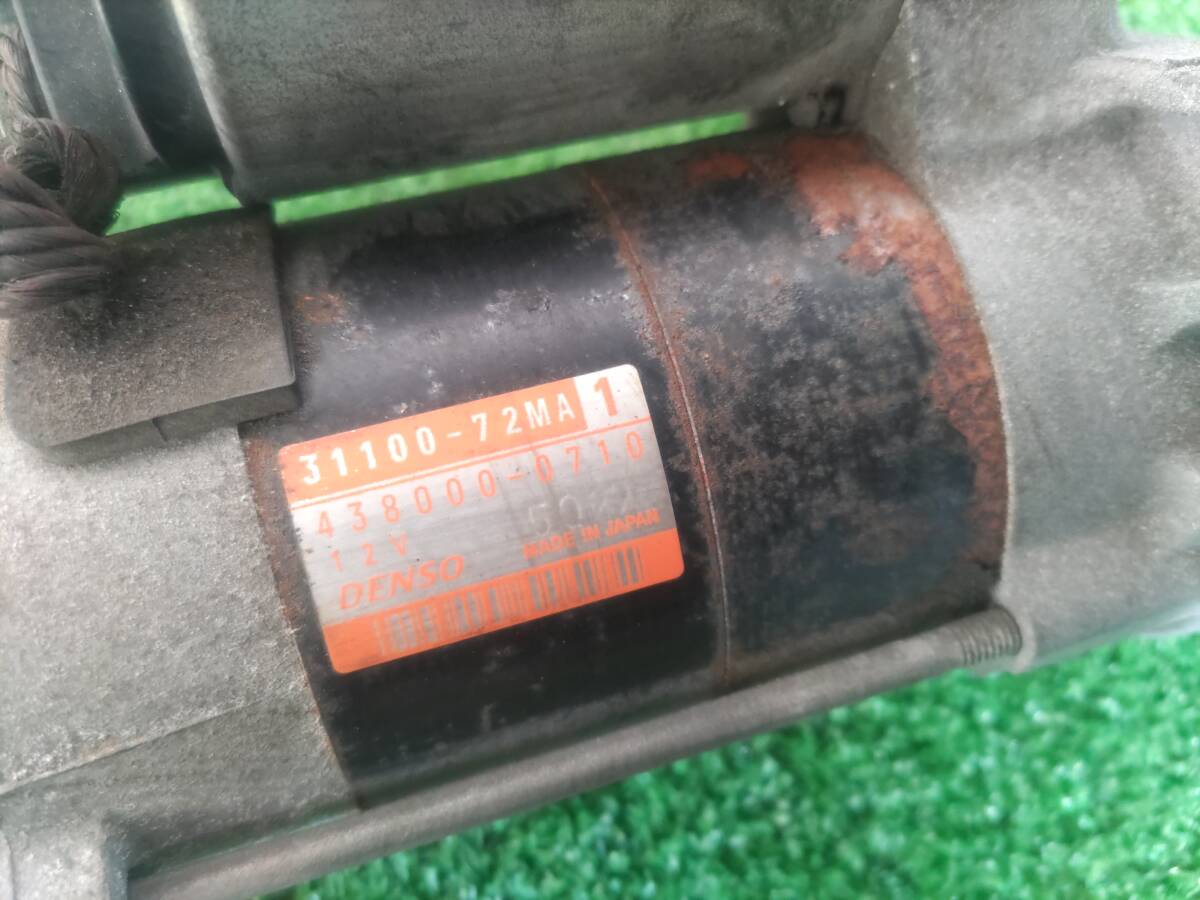 31100-72MA 1
438000-0710
12V
DENSO MADE IN JAPAN